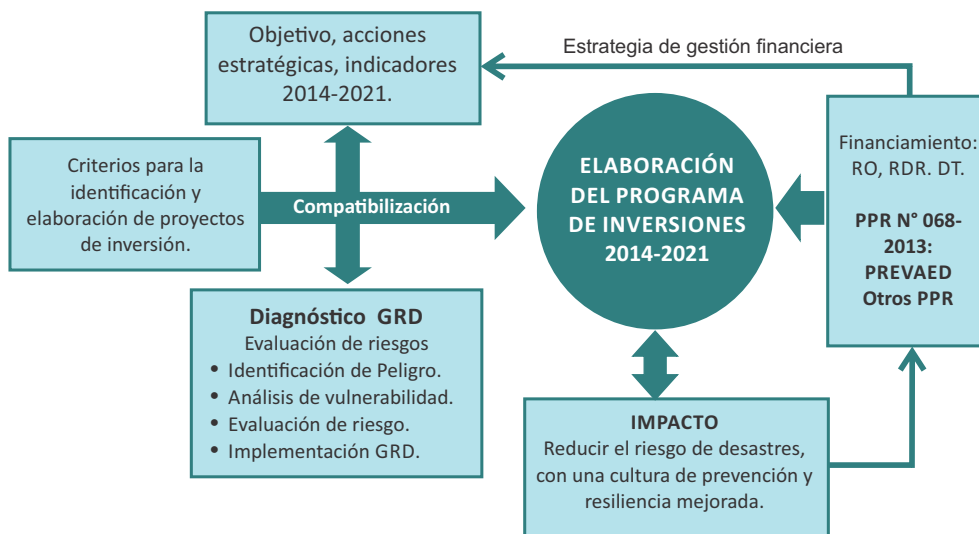 Objetivo, acciones
estratégicas, indicadores
2014-2021.
Estrategia de gestión financiera
Criterios para la
identificación y
elaboración de proyectos
de inversión.
Compatibilización
ELABORACIÓN
DEL PROGRAMA
DE INVERSIONES
2014-2021
Financiamiento:
RO, RDR. DT.
PPR N° 068-
2013:
PREVAED
Otros PPR
Diagnóstico GRD
Evaluación de riesgos
• Identificación de Peligro.
• Análisis de vulnerabilidad.
• Evaluación de riesgo.
• Implementación GRD.
IMPACTO
Reducir el riesgo de desastres,
con una cultura de prevención y
resiliencia mejorada.